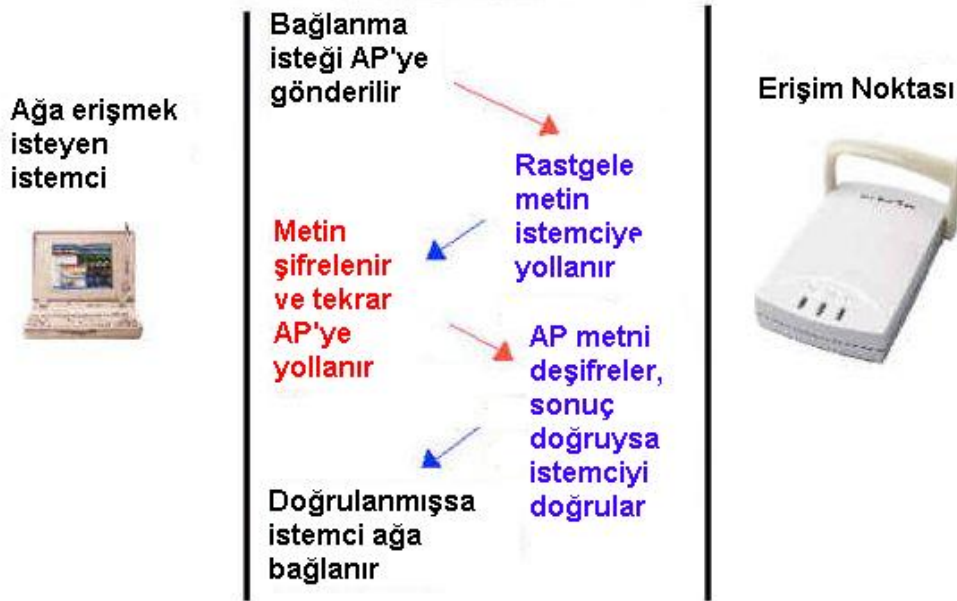 Ağa erişmek
isteyen
istemci
Bağlanma
isteği AP'ye
gönderilir
Rastgele
metin
istemciye
yollanır
Metin
şifrelenir
ve tekrar
AP'ye
yollanır
AP metni
deşifreler,
sonuç
doğruysa
istemciyi
doğrular
Doğrulanmışsa
istemci ağa
bağlanır
Erişim Noktası